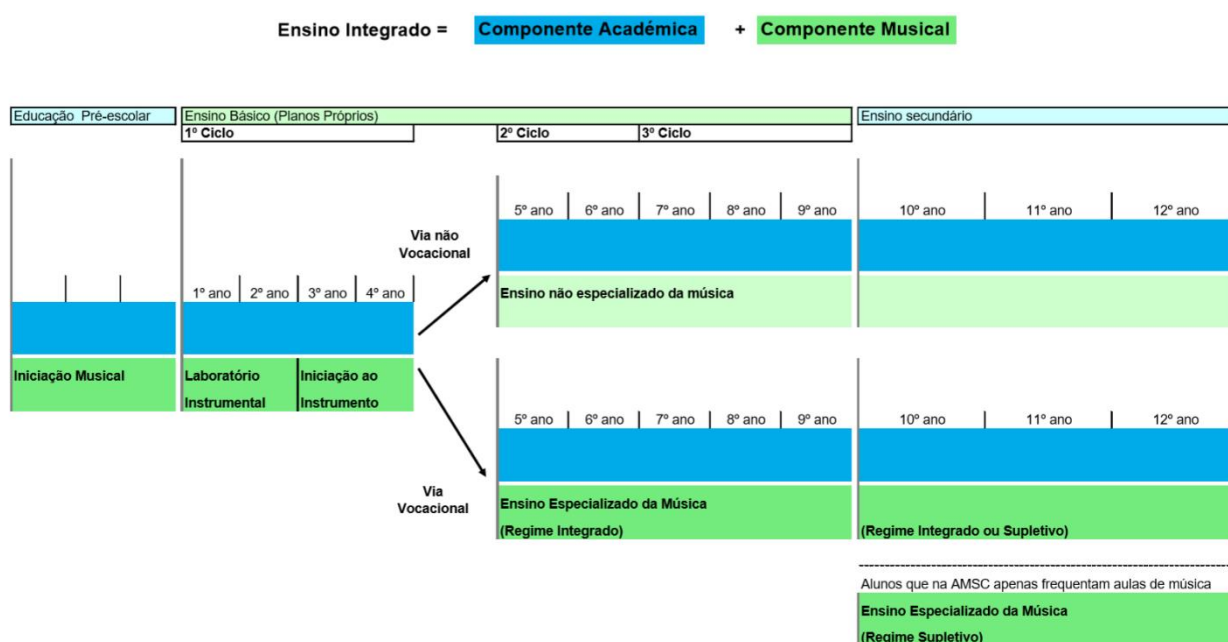 Ensino Integrado = Componente Académica + Componente Musical
Educação Pré-escolar
Ensino Básico (Planos Próprios)
Ensino secundário
1º Ciclo
2º Ciclo
3º Ciclo
5º ano 6º ano 7º ano 8º ano 9º ano
10º ano 11º ano 12º ano
Via não
Vocacional
Ensino não especializado da música
1º ano 2º ano 3º ano 4º ano
Iniciação Musical
Laboratório
Instrumental
Iniciação ao
Instrumento
5º ano 6º ano 7º ano 8º ano 9º ano
10º ano 11º ano 12º ano
Via
Vocacional
Ensino Especializado da Música
(Regime Integrado)
(Regime Integrado ou Supletivo)
Alunos que na AMSC apenas frequentam aulas de música
Ensino Especializado da Música
(Regime Supletivo)